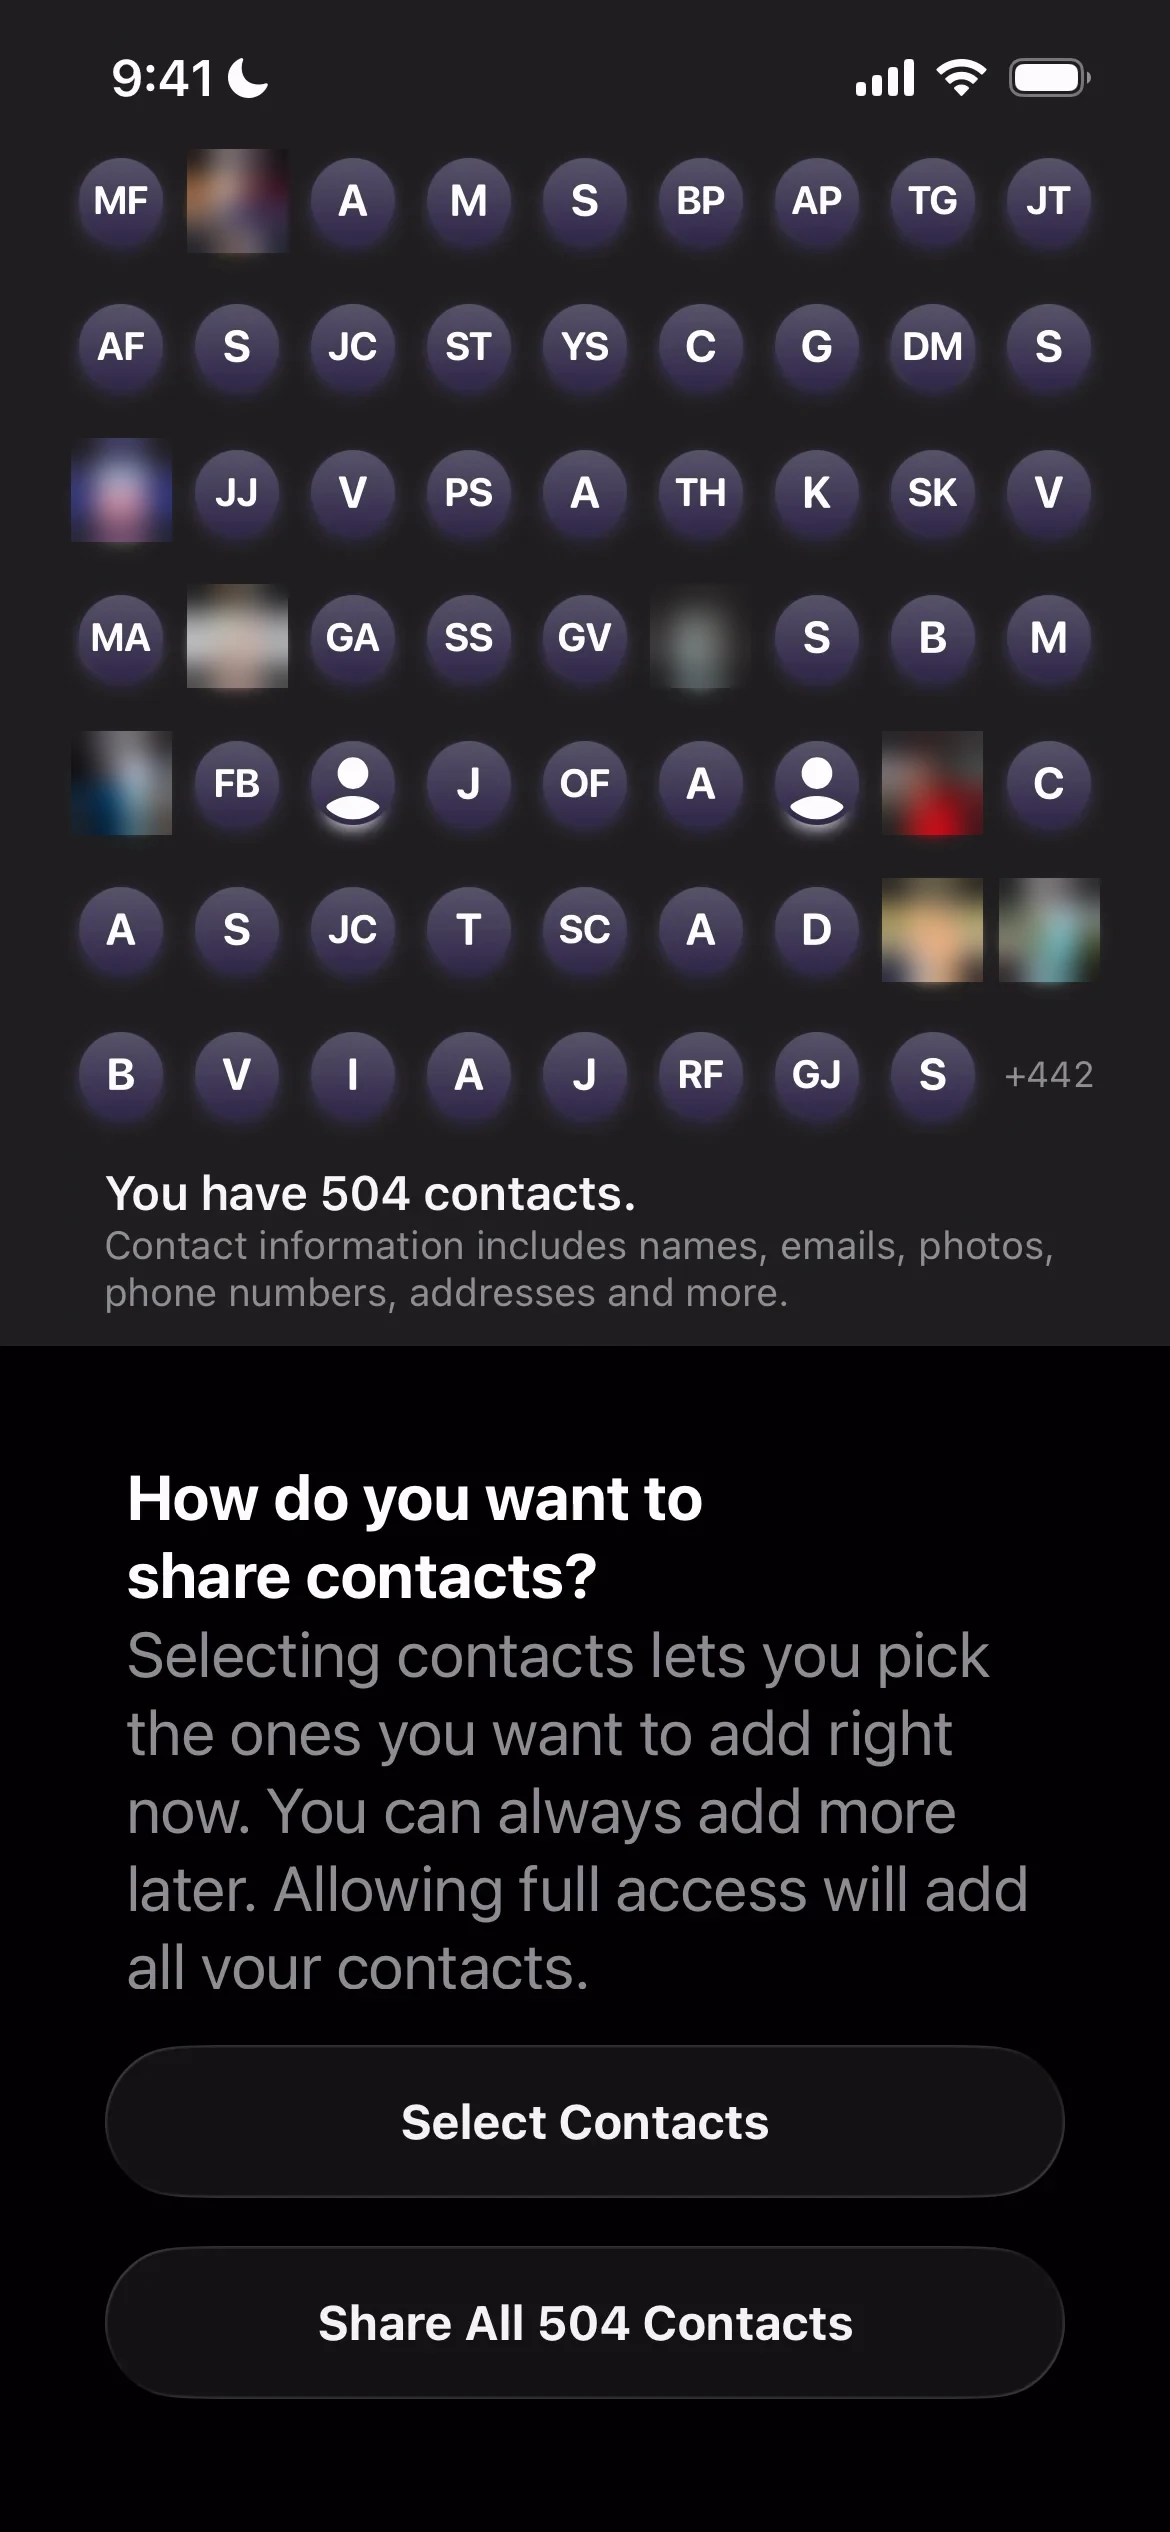 9:41
MF A M S BP AP TG JT
AF S JC ST YS C G DM S
JJ V PS A TH K SK V
MA GA SS GV S B M
FB J OF A C
A S JC T SC A D
B V I A J RF GJ S +442
You have 504 contacts.
Contact information includes names, emails, photos,
phone numbers, addresses and more.
How do you want to
share contacts?
Selecting contacts lets you pick
the ones you want to add right
now. You can always add more
later. Allowing full access will add
all your contacts.
Select Contacts
Share All 504 Contacts